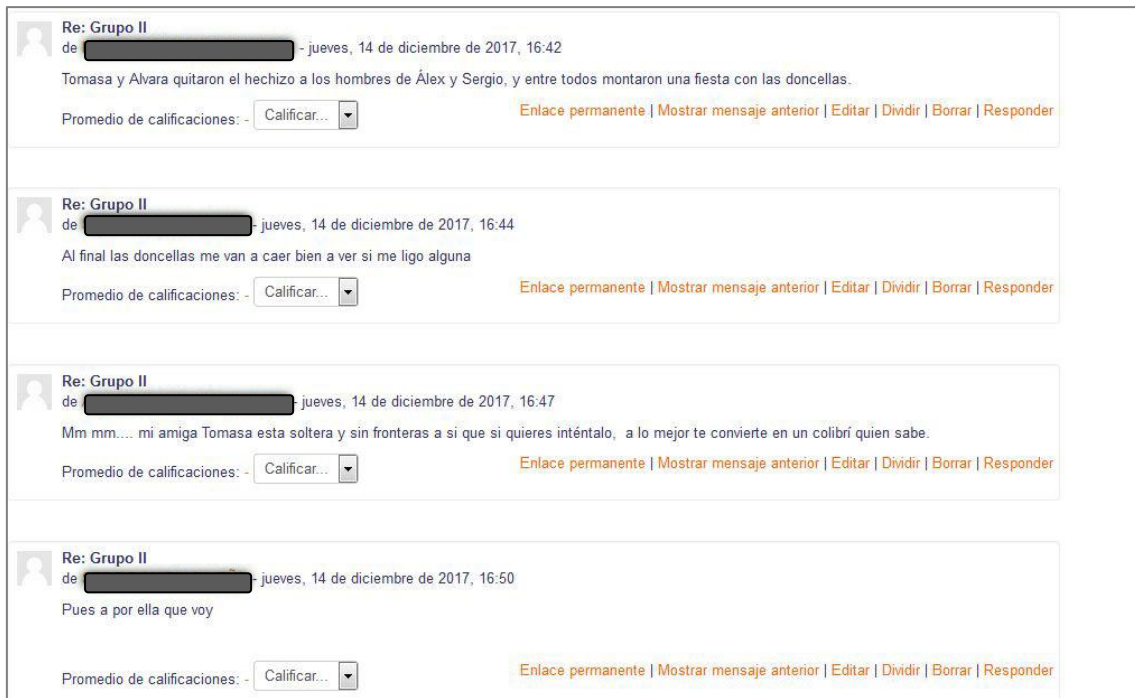 Re: Grupo II
de - jueves, 14 de diciembre de 2017, 16:42
Tomasa y Alvara quitaron el hechizo a los hombres de Álex y Sergio, y entre todos montaron una fiesta con las doncellas.
Promedio de calificaciones: - Calificar... Enlace permanente | Mostrar mensaje anterior | Editar | Dividir | Borrar | Responder
Re: Grupo II
de - jueves, 14 de diciembre de 2017, 16:44
Al final las doncellas me van a caer bien a ver si me ligo alguna
Promedio de calificaciones: - Calificar... Enlace permanente | Mostrar mensaje anterior | Editar | Dividir | Borrar | Responder
Re: Grupo II
de - jueves, 14 de diciembre de 2017, 16:47
Mm mm.... mi amiga Tomasa esta soltera y sin fronteras a si que si quieres inténtalo, a lo mejor te convierte en un colibrí quien sabe.
Promedio de calificaciones: - Calificar... Enlace permanente | Mostrar mensaje anterior | Editar | Dividir | Borrar | Responder
Re: Grupo II
de - jueves, 14 de diciembre de 2017, 16:50
Pues a por ella que voy
Promedio de calificaciones: - Calificar... Enlace permanente | Mostrar mensaje anterior | Editar | Dividir | Borrar | Responder